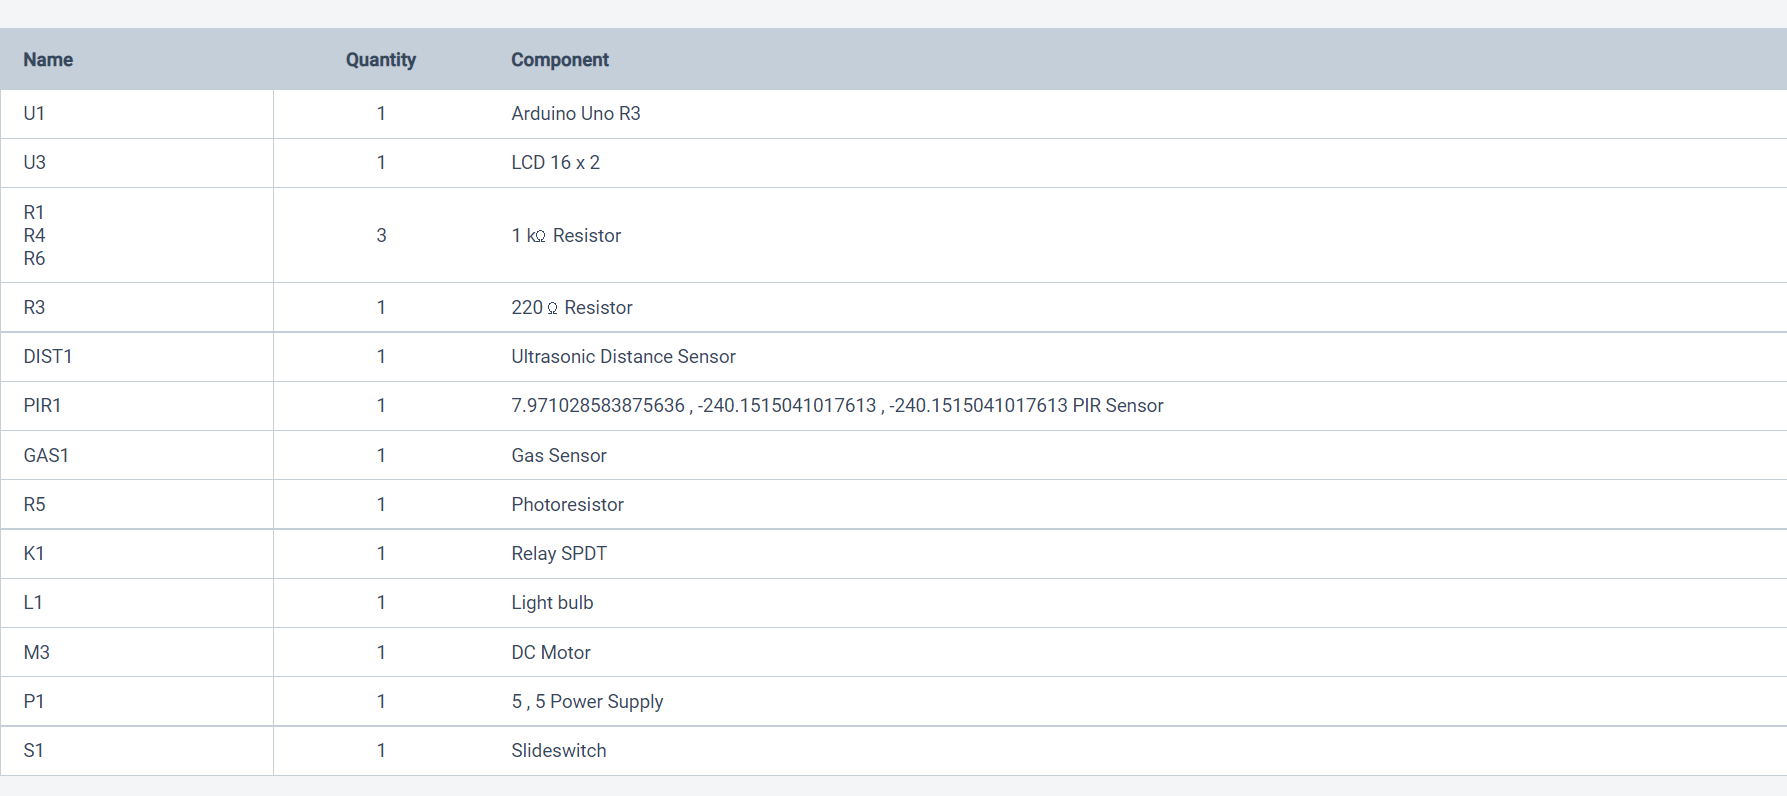 Name Quantity Component
U1 1 Arduino Uno R3
U3 1 LCD 16 x 2
R1
R4 3 1 kΩ Resistor
R6
R3 1 220 Ω Resistor
DIST1 1 Ultrasonic Distance Sensor
PIR1 1 7.971028583875636 , -240.1515041017613 , -240.1515041017613 PIR Sensor
GAS1 1 Gas Sensor
R5 1 Photoresistor
K1 1 Relay SPDT
L1 1 Light bulb
M3 1 DC Motor
P1 1 5 , 5 Power Supply
S1 1 Slideswitch